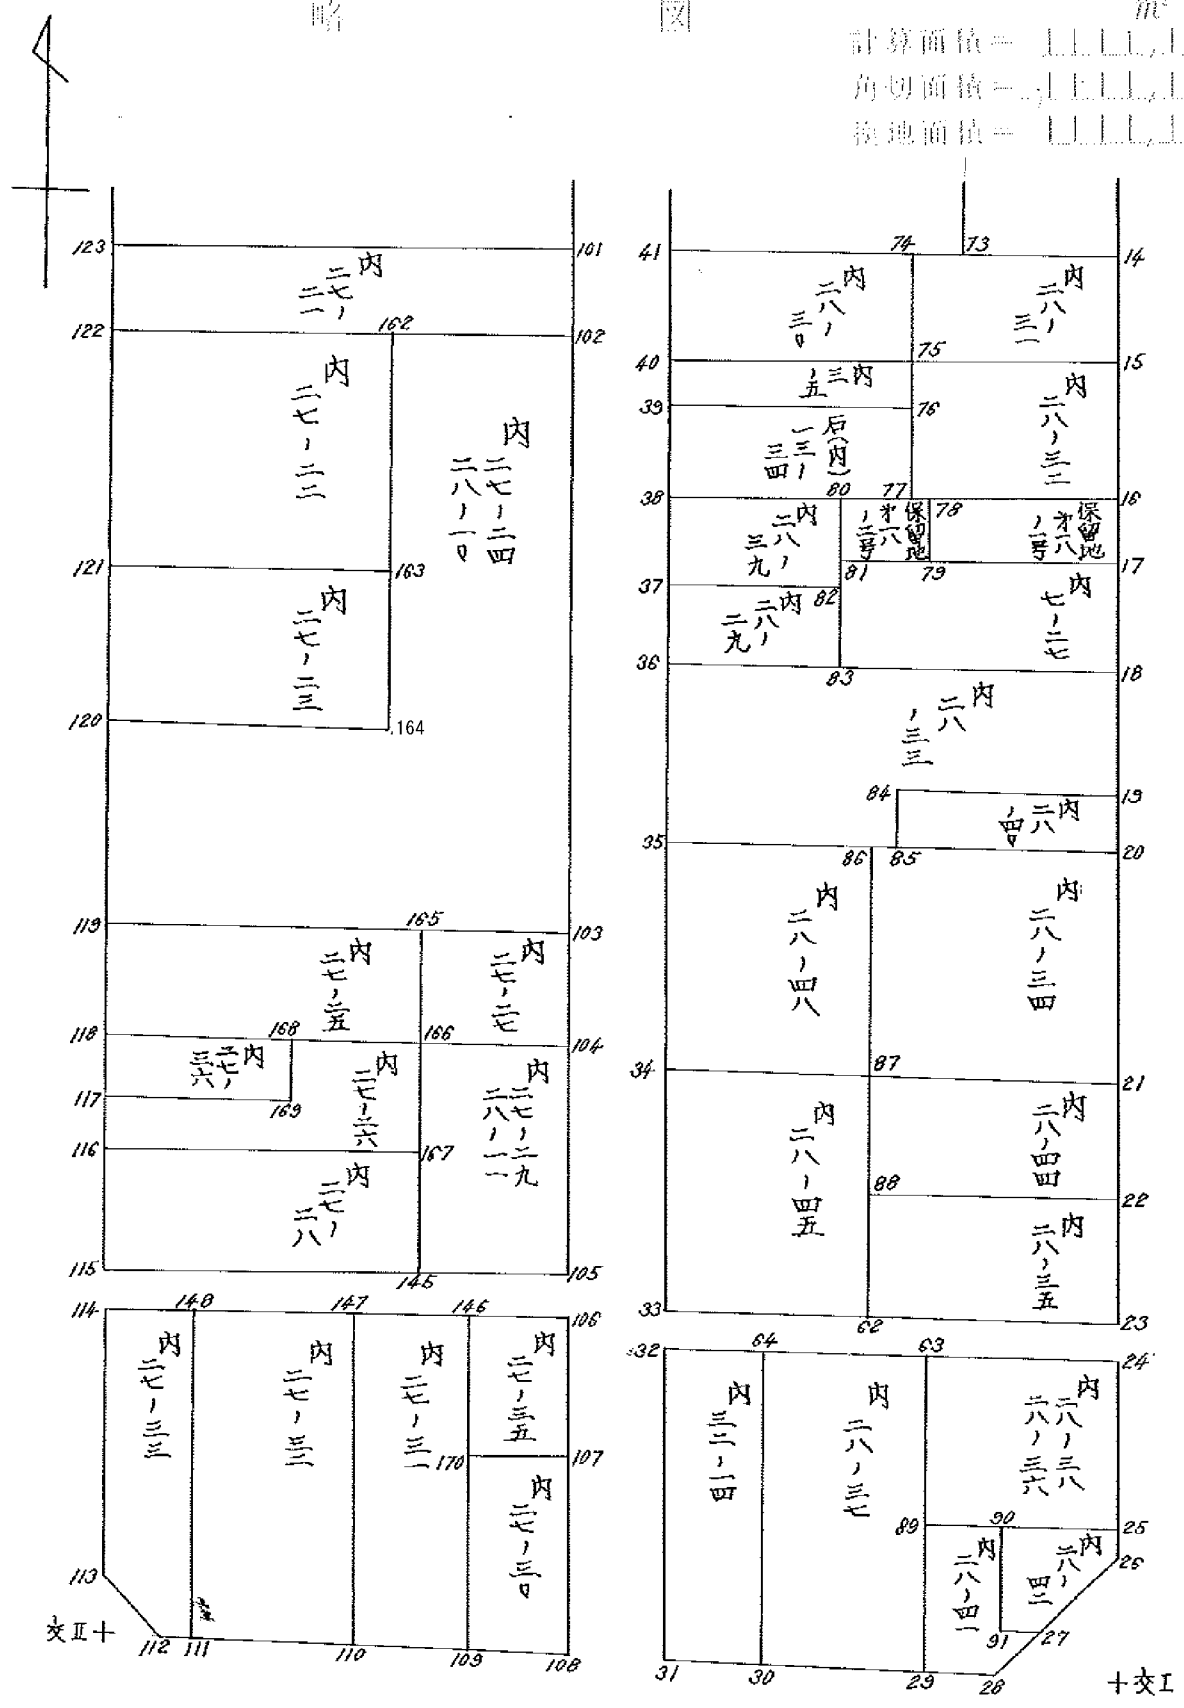 略 図
m²
計算面積=
角切面積=
換地面積=
123 101
内 二七ノ二一
122 162 102
内 二七ノ二二
内 二七ノ二四 二八ノ一〇
121 163
内 二七ノ二三
120 164
119 165 103
内 二七ノ二五
内 二七ノ二七
118 168 166 104
内 二七ノ三六
内 二七ノ二六
内 二七ノ二九 二八ノ一一
117 169
116 167
内 二七ノ二八
115 145 105
114 148 147 146 106
内 二七ノ三三
内 二七ノ三二
内 二七ノ三一
内 二七ノ三五
170 107
内 二七ノ三〇
113
交II
112 111 110 109 108
41 74 73 14
内 二八ノ三〇
内 二八ノ三一
40 75 15
内 三ノ五
内 二八ノ三二
39 76
后(内) 一三ノ三四
38 80 77 78 16
内 二八ノ三九
保留地 才一八ノ二号
保留地 才一八ノ一号
37 82 81 79 17
内 二八ノ二九
内 七ノ二七
36 83 18
内 二八ノ三三
84 19
内 二八ノ四〇
35 86 85 20
内 二八ノ四八
内 二八ノ三四
34 87 21
内 二八ノ四五
内 二八ノ四四
88 22
内 二八ノ三五
33 62 23
32 64 63 24
内 三二ノ一四
内 二八ノ三七
内 二八ノ三八 二八ノ三六
89 90 25
26
内 二八ノ四一
内 二八ノ四二
91 27
31 30 29 28
交I